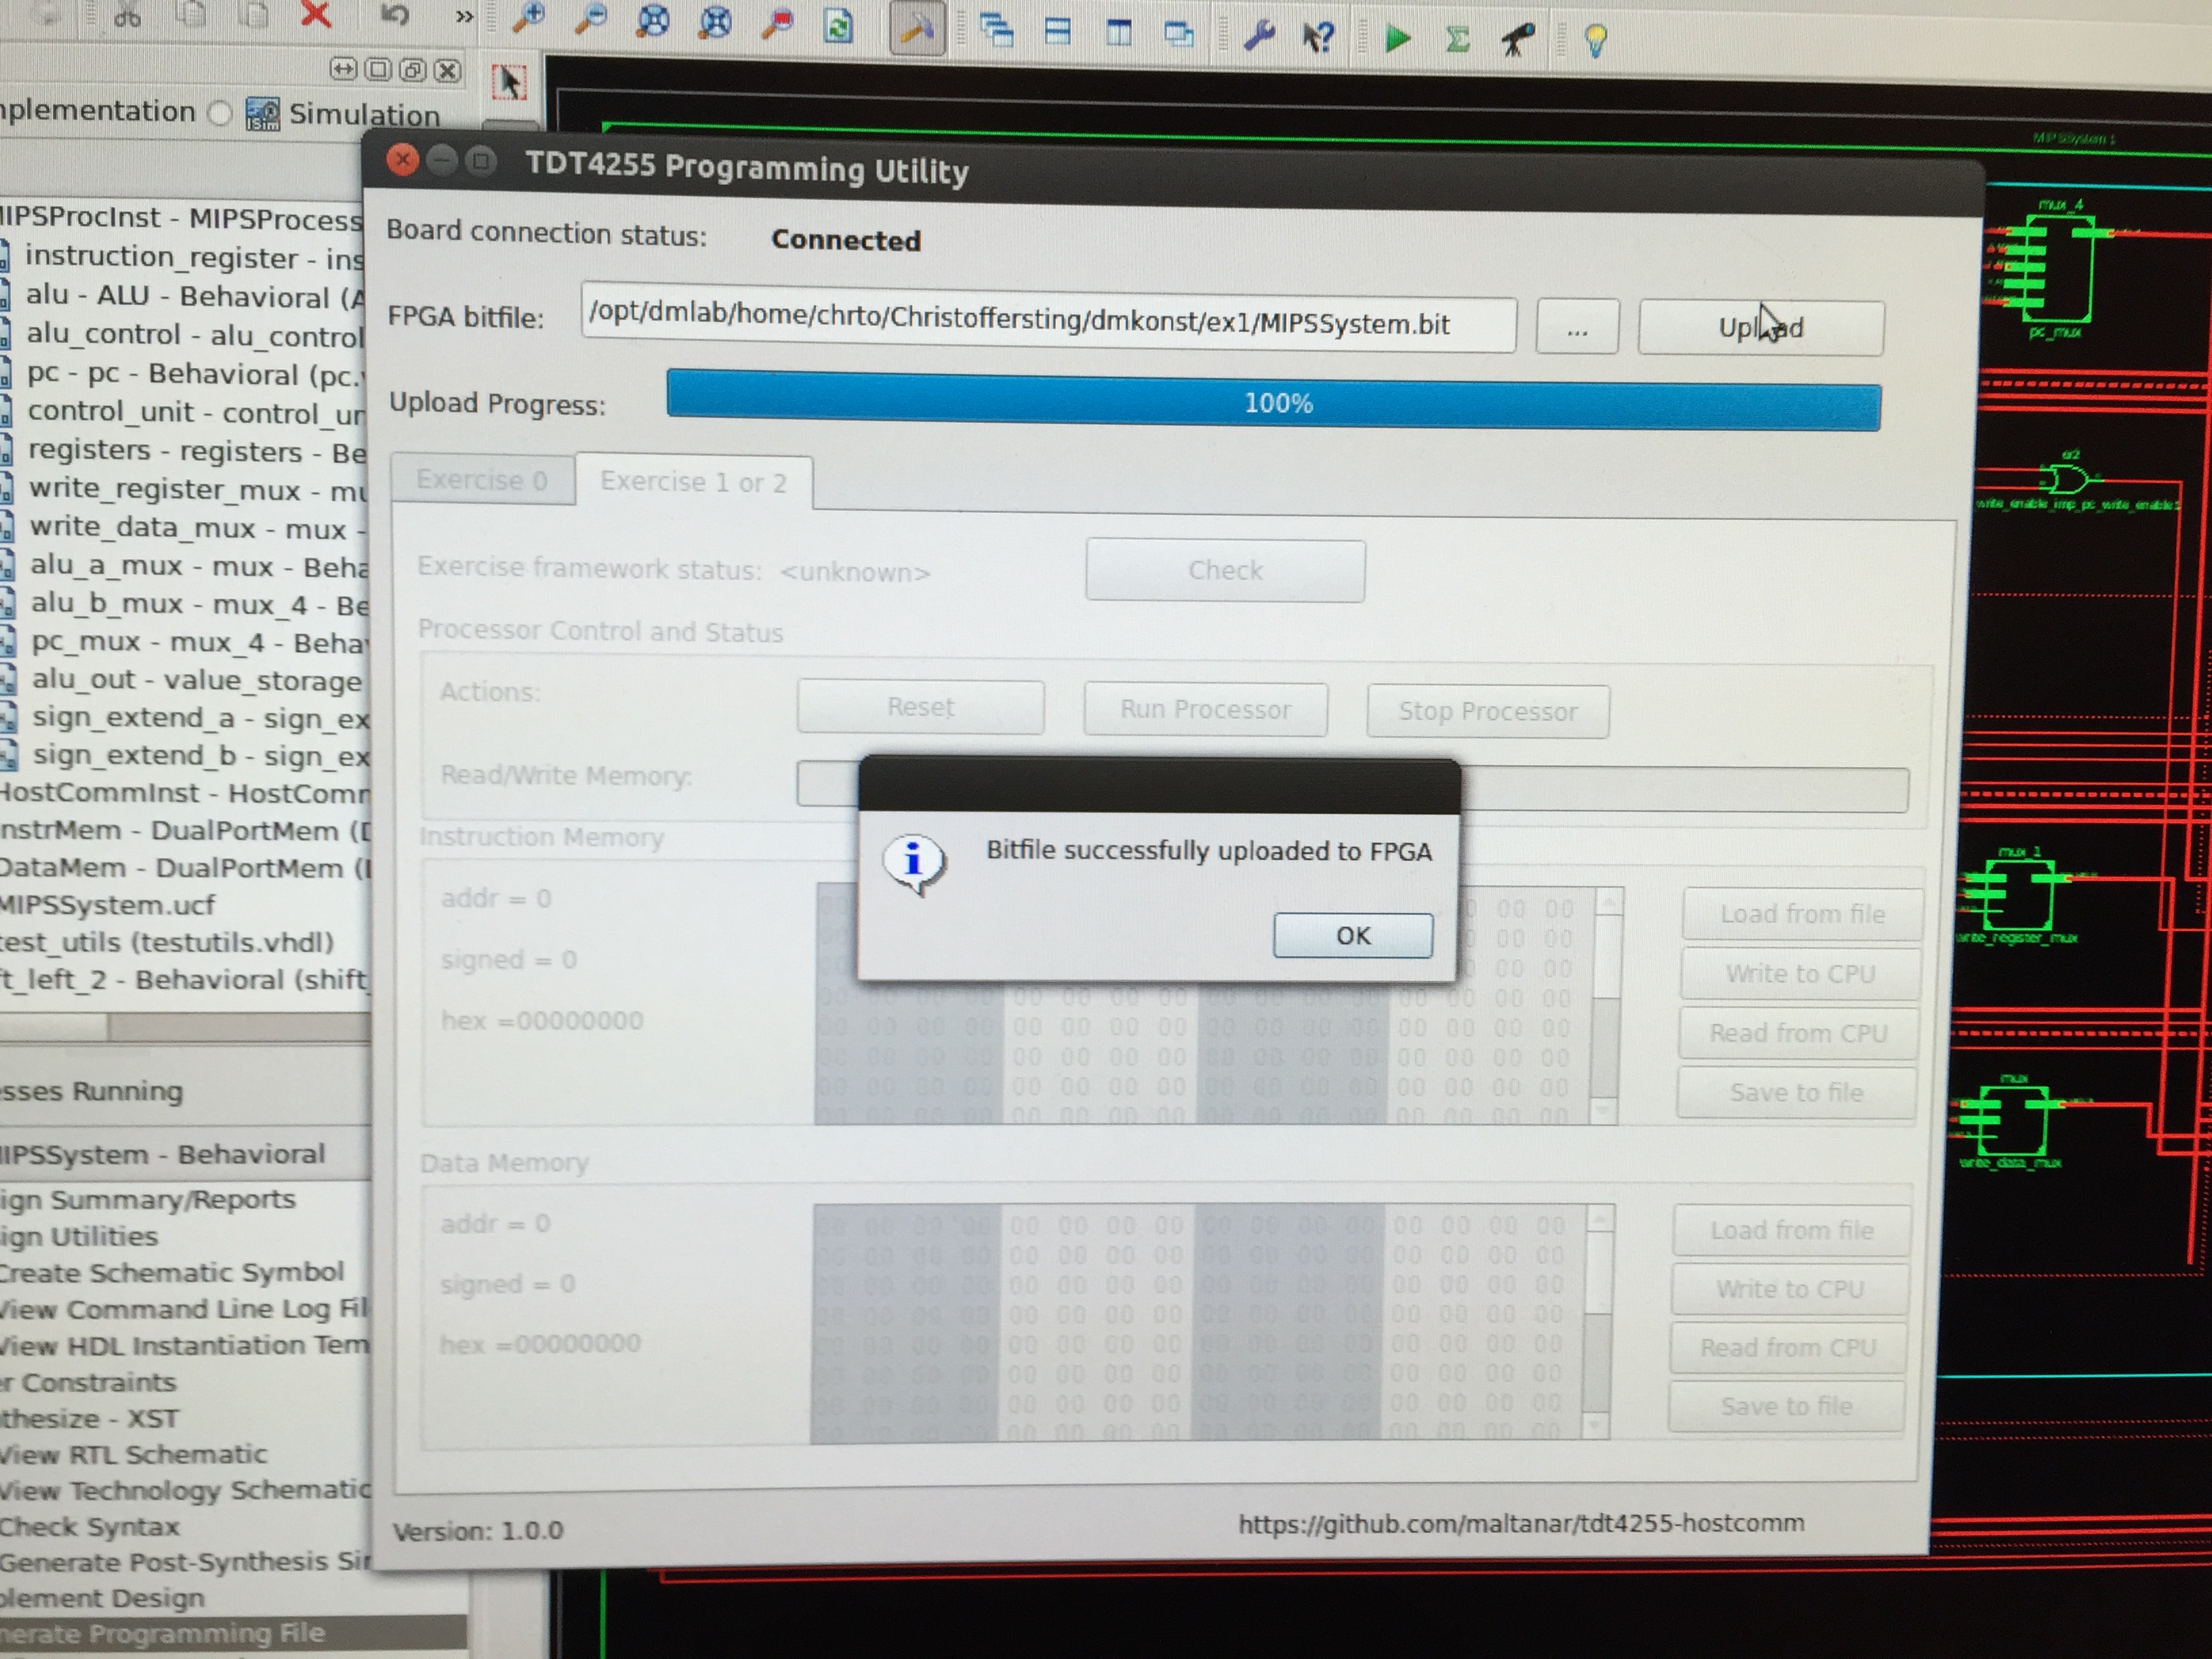 »
Simulation
MIPSSystem:1
TDT4255 Programming Utility
Board connection status: Connected
FPGA bitfile: /opt/dmlab/home/chrto/Christoffersting/dmkonst/ex1/MIPSSystem.bit ... Upload
Upload Progress: 100%
Exercise 0 Exercise 1 or 2
Exercise framework status: <unknown> Check
Processor Control and Status
Actions: Reset Run Processor Stop Processor
Read/Write Memory:
Bitfile successfully uploaded to FPGA
OK
Instruction Memory
addr = 0
signed = 0
hex =00000000
Load from file
Write to CPU
Read from CPU
Save to file
Data Memory
addr = 0
signed = 0
hex =00000000
Load from file
Write to CPU
Read from CPU
Save to file
Version: 1.0.0 https://github.com/maltanar/tdt4255-hostcomm
MIPSProcInst - MIPSProcess
instruction_register - ins
alu - ALU - Behavioral (A
alu_control - alu_control
pc - pc - Behavioral (pc.
control_unit - control_un
registers - registers - Be
write_register_mux - mu
write_data_mux - mux -
alu_a_mux - mux - Beha
alu_b_mux - mux_4 - Be
pc_mux - mux_4 - Beha
alu_out - value_storage
sign_extend_a - sign_ex
sign_extend_b - sign_ex
HostCommInst - HostComm
InstrMem - DualPortMem (D
DataMem - DualPortMem (
MIPSSystem.ucf
test_utils (testutils.vhdl)
ft_left_2 - Behavioral (shift_
sses Running
MIPSSystem - Behavioral
ign Summary/Reports
ign Utilities
Create Schematic Symbol
View Command Line Log Fil
View HDL Instantiation Tem
er Constraints
thesize - XST
View RTL Schematic
View Technology Schematic
Check Syntax
Generate Post-Synthesis Si
plement Design
nerate Programming File
mux_4
pc_mux
mux_1
write_register_mux
mux
write_data_mux